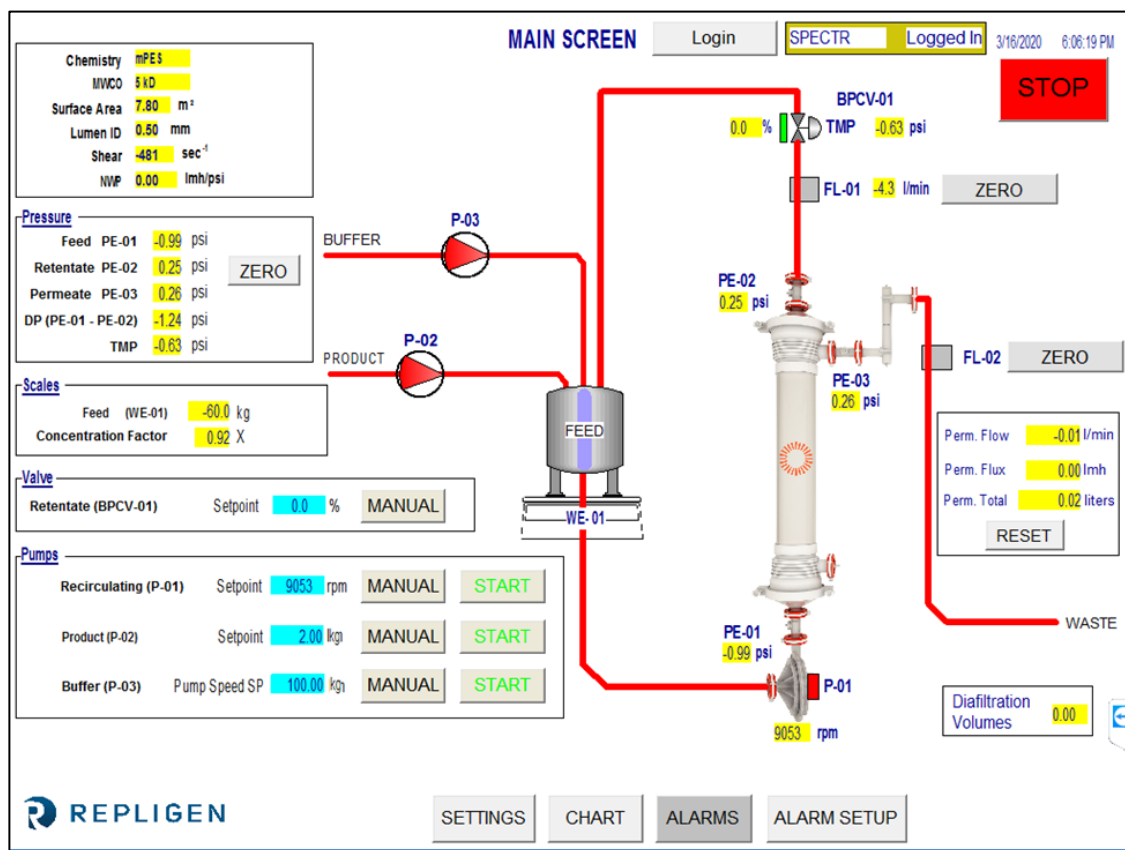 MAIN SCREEN
Login
SPECTR Logged In
3/16/2020 6:06:19 PM
STOP
Chemistry mPES
MWCO 5 kD
Surface Area 7.80 m²
Lumen ID 0.50 mm
Shear -481 sec⁻¹
NWP 0.00 lmh/psi
Pressure
Feed PE-01 -0.99 psi
Retentate PE-02 0.25 psi
Permeate PE-03 0.26 psi
DP (PE-01 - PE-02) -1.24 psi
TMP -0.63 psi
ZERO
Scales
Feed (WE-01) -60.0 kg
Concentration Factor 0.92 X
Valve
Retentate (BPCV-01) Setpoint 0.0 % MANUAL
Pumps
Recirculating (P-01) Setpoint 9053 rpm MANUAL START
Product (P-02) Setpoint 2.00 MANUAL START
Buffer (P-03) Pump Speed SP 100.00 MANUAL START
BUFFER
P-03
PRODUCT
P-02
FEED
WE-01
BPCV-01
0.0 % TMP -0.63 psi
FL-01 -4.3 l/min ZERO
PE-02
0.25 psi
PE-03
0.26 psi
FL-02 ZERO
Perm. Flow -0.01 l/min
Perm. Flux 0.00 lmh
Perm. Total 0.02 liters
RESET
WASTE
PE-01
-0.99 psi
P-01
9053 rpm
Diafiltration
Volumes 0.00
REPLIGEN
SETTINGS
CHART
ALARMS
ALARM SETUP